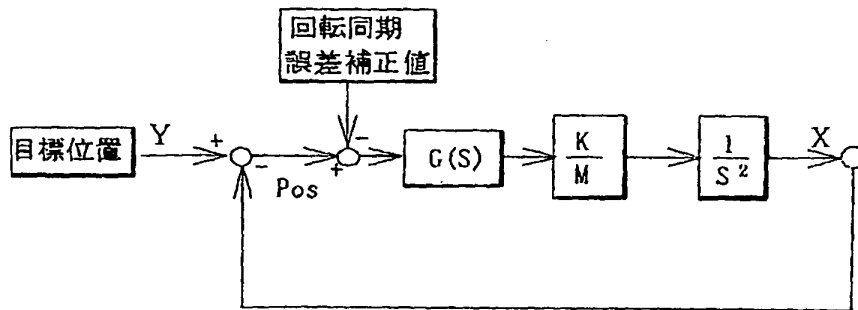 回転同期
誤差補正値
目標位置
Y
+
-
Pos
-
+
G(S)
K
M
1
S²
X